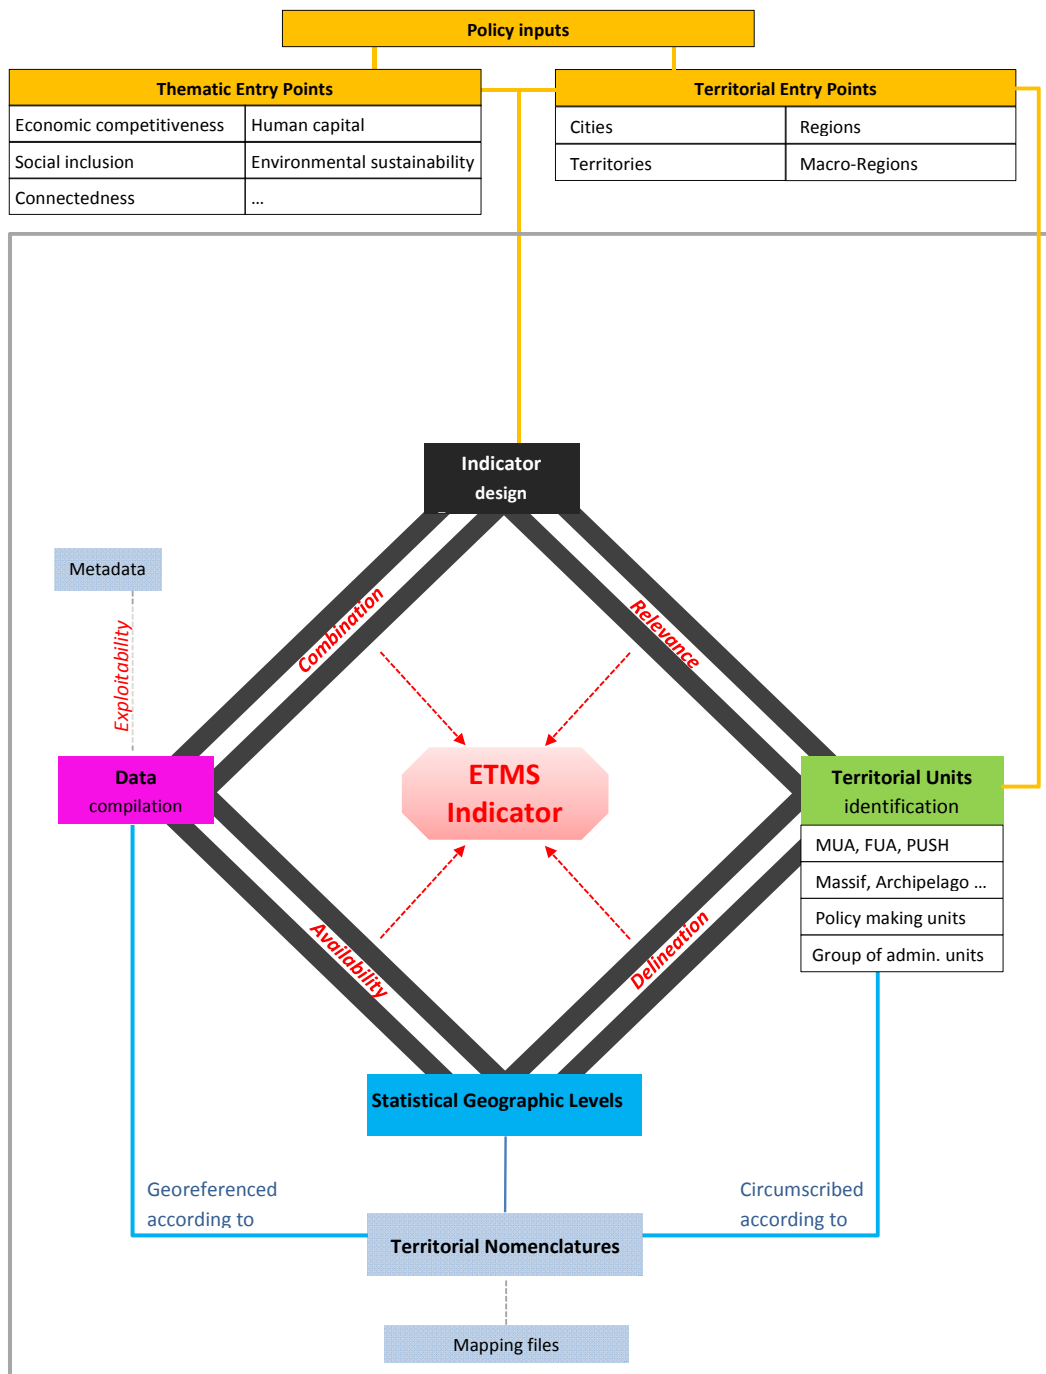 Policy inputs
Thematic Entry Points
Territorial Entry Points
Economic competitiveness
Human capital
Cities
Regions
Social inclusion
Environmental sustainability
Territories
Macro-Regions
Connectedness
...
Indicator
design
Metadata
Exploitability
Combination
Relevance
Data
compilation
ETMS
Indicator
Territorial Units
identification
MUA, FUA, PUSH
Massif, Archipelago ...
Policy making units
Group of admin. units
Availability
Delineation
Statistical Geographic Levels
Georeferenced
according to
Circumscribed
according to
Territorial Nomenclatures
Mapping files